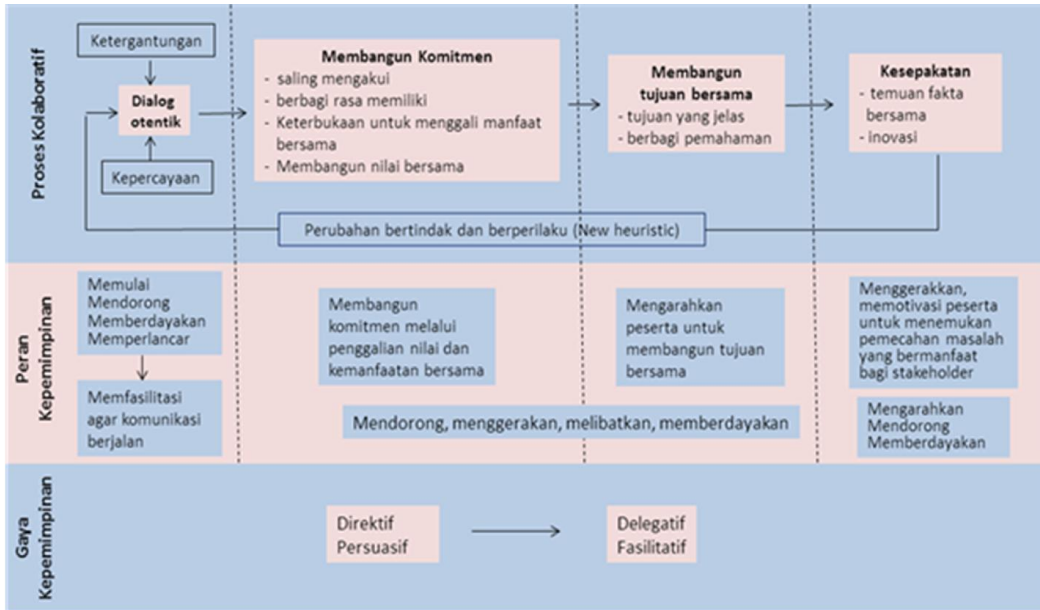 Proses Kolaboratif
Ketergantungan
Dialog
otentik
Kepercayaan
Membangun Komitmen
- saling mengakui
- berbagi rasa memiliki
- Keterbukaan untuk menggali manfaat
bersama
- Membangun nilai bersama
Membangun
tujuan bersama
- tujuan yang jelas
- berbagi pemahaman
Kesepakatan
- temuan fakta
bersama
- inovasi
Perubahan bertindak dan berperilaku (New heuristic)
Peran
Kepemimpinan
Memulai
Mendorong
Memberdayakan
Memperlancar
Memfasilitasi
agar komunikasi
berjalan
Membangun
komitmen melalui
penggalian nilai dan
kemanfaatan bersama
Mengarahkan
peserta untuk
membangun tujuan
bersama
Menggerakkan,
memotivasi peserta
untuk menemukan
pemecahan masalah
yang bermanfaat
bagi stakeholder
Mendorong, menggerakan, melibatkan, memberdayakan
Mengarahkan
Mendorong
Memberdayakan
Gaya
Kepemimpinan
Direktif
Persuasif
Delegatif
Fasilitatif